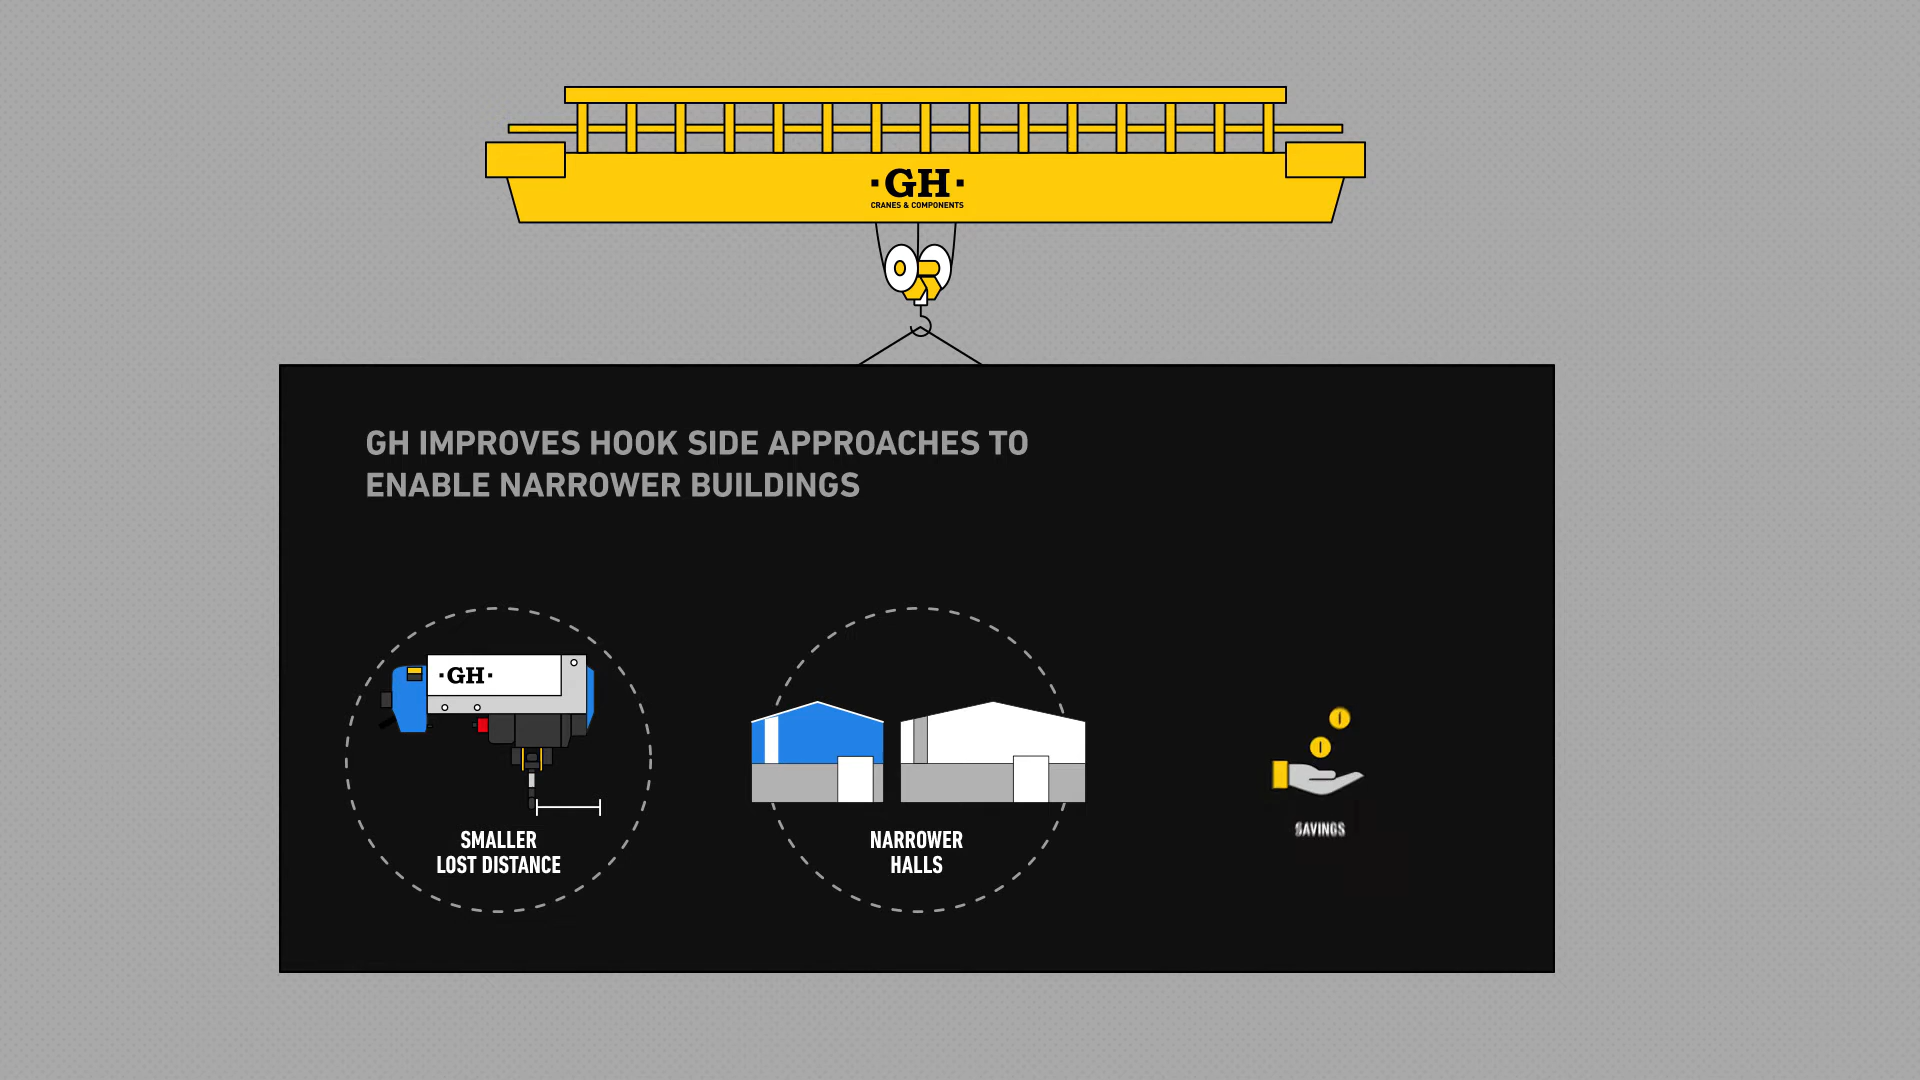 ·GH·
CRANES & COMPONENTS
GH IMPROVES HOOK SIDE APPROACHES TO
ENABLE NARROWER BUILDINGS
·GH·
SMALLER
LOST DISTANCE
NARROWER
HALLS
SAVINGS